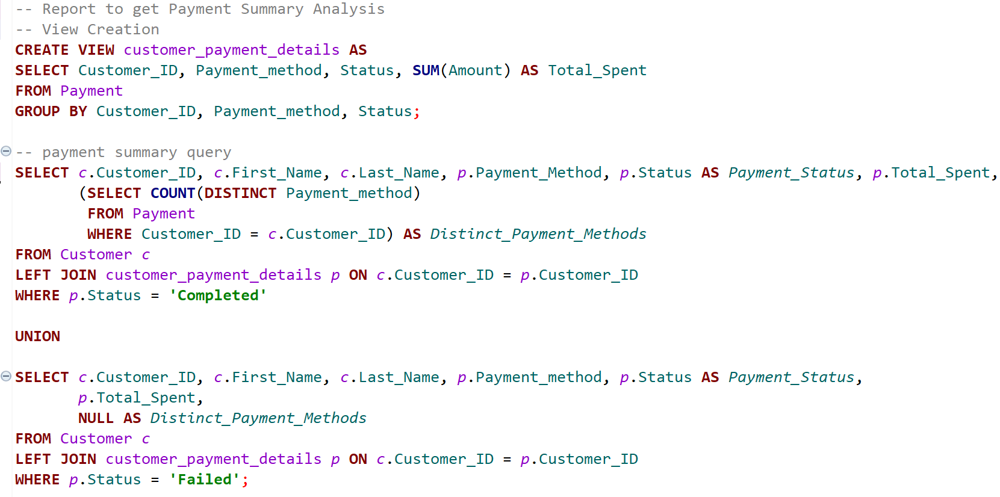 -- Report to get Payment Summary Analysis
-- View Creation
CREATE VIEW customer_payment_details AS
SELECT Customer_ID, Payment_method, Status, SUM(Amount) AS Total_Spent
FROM Payment
GROUP BY Customer_ID, Payment_method, Status;
-- payment summary query
SELECT c.Customer_ID, c.First_Name, c.Last_Name, p.Payment_Method, p.Status AS Payment_Status, p.Total_Spent,
(SELECT COUNT(DISTINCT Payment_method)
FROM Payment
WHERE Customer_ID = c.Customer_ID) AS Distinct_Payment_Methods
FROM Customer c
LEFT JOIN customer_payment_details p ON c.Customer_ID = p.Customer_ID
WHERE p.Status = 'Completed'
UNION
SELECT c.Customer_ID, c.First_Name, c.Last_Name, p.Payment_method, p.Status AS Payment_Status,
p.Total_Spent,
NULL AS Distinct_Payment_Methods
FROM Customer c
LEFT JOIN customer_payment_details p ON c.Customer_ID = p.Customer_ID
WHERE p.Status = 'Failed';